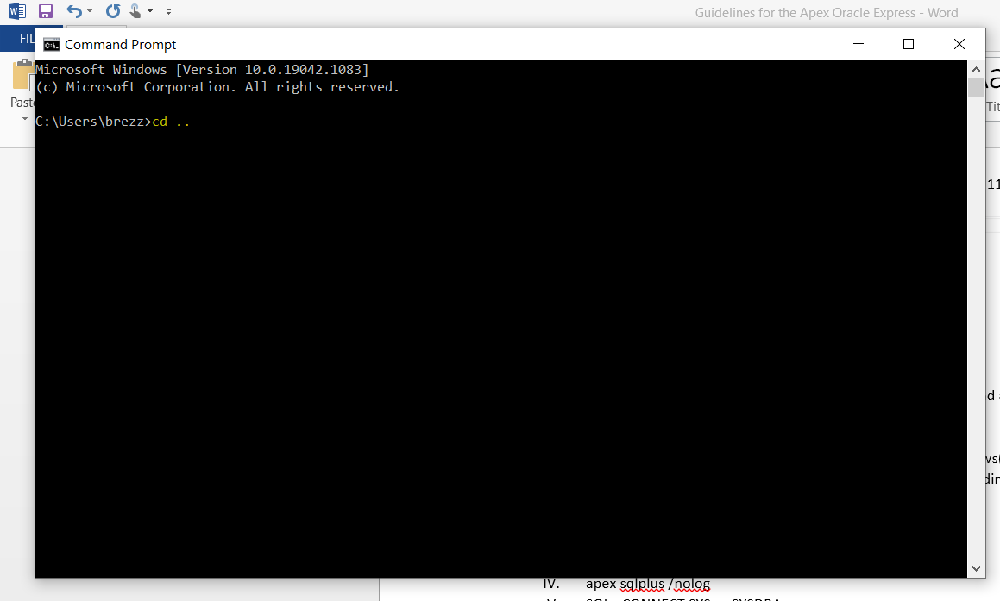 Guidelines for the Apex Oracle Express - Word
Command Prompt
Microsoft Windows [Version 10.0.19042.1083]
(c) Microsoft Corporation. All rights reserved.
Paste
C:\Users\brezz>cd ..
11
IV. apex sqlplus /nolog